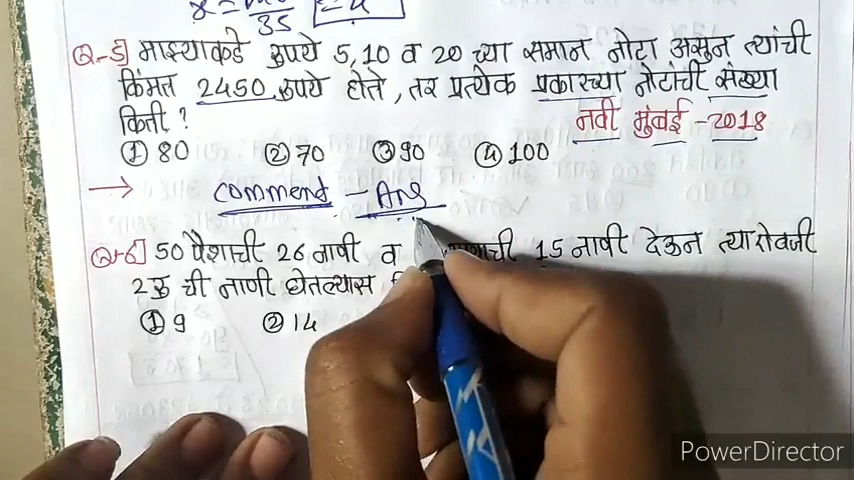 35
Q-5] माझ्याकडे रुपये 5, 10 व 20 च्या समान नोटा असुन त्यांची
किंमत 2450 रुपये होते, तर प्रत्येक प्रकारच्या नोटांची संख्या
किती?
नवी मुंबई - 2018
① 80 ② 70 ③ 90 ④ 100
→ comment - Ans
Q-6] 50 पैशाची 26 नाणी व 15 नाणी देऊन त्याऐवजी
2रु ची नाणी घेतल्यास
① 9 ② 14
PowerDirector